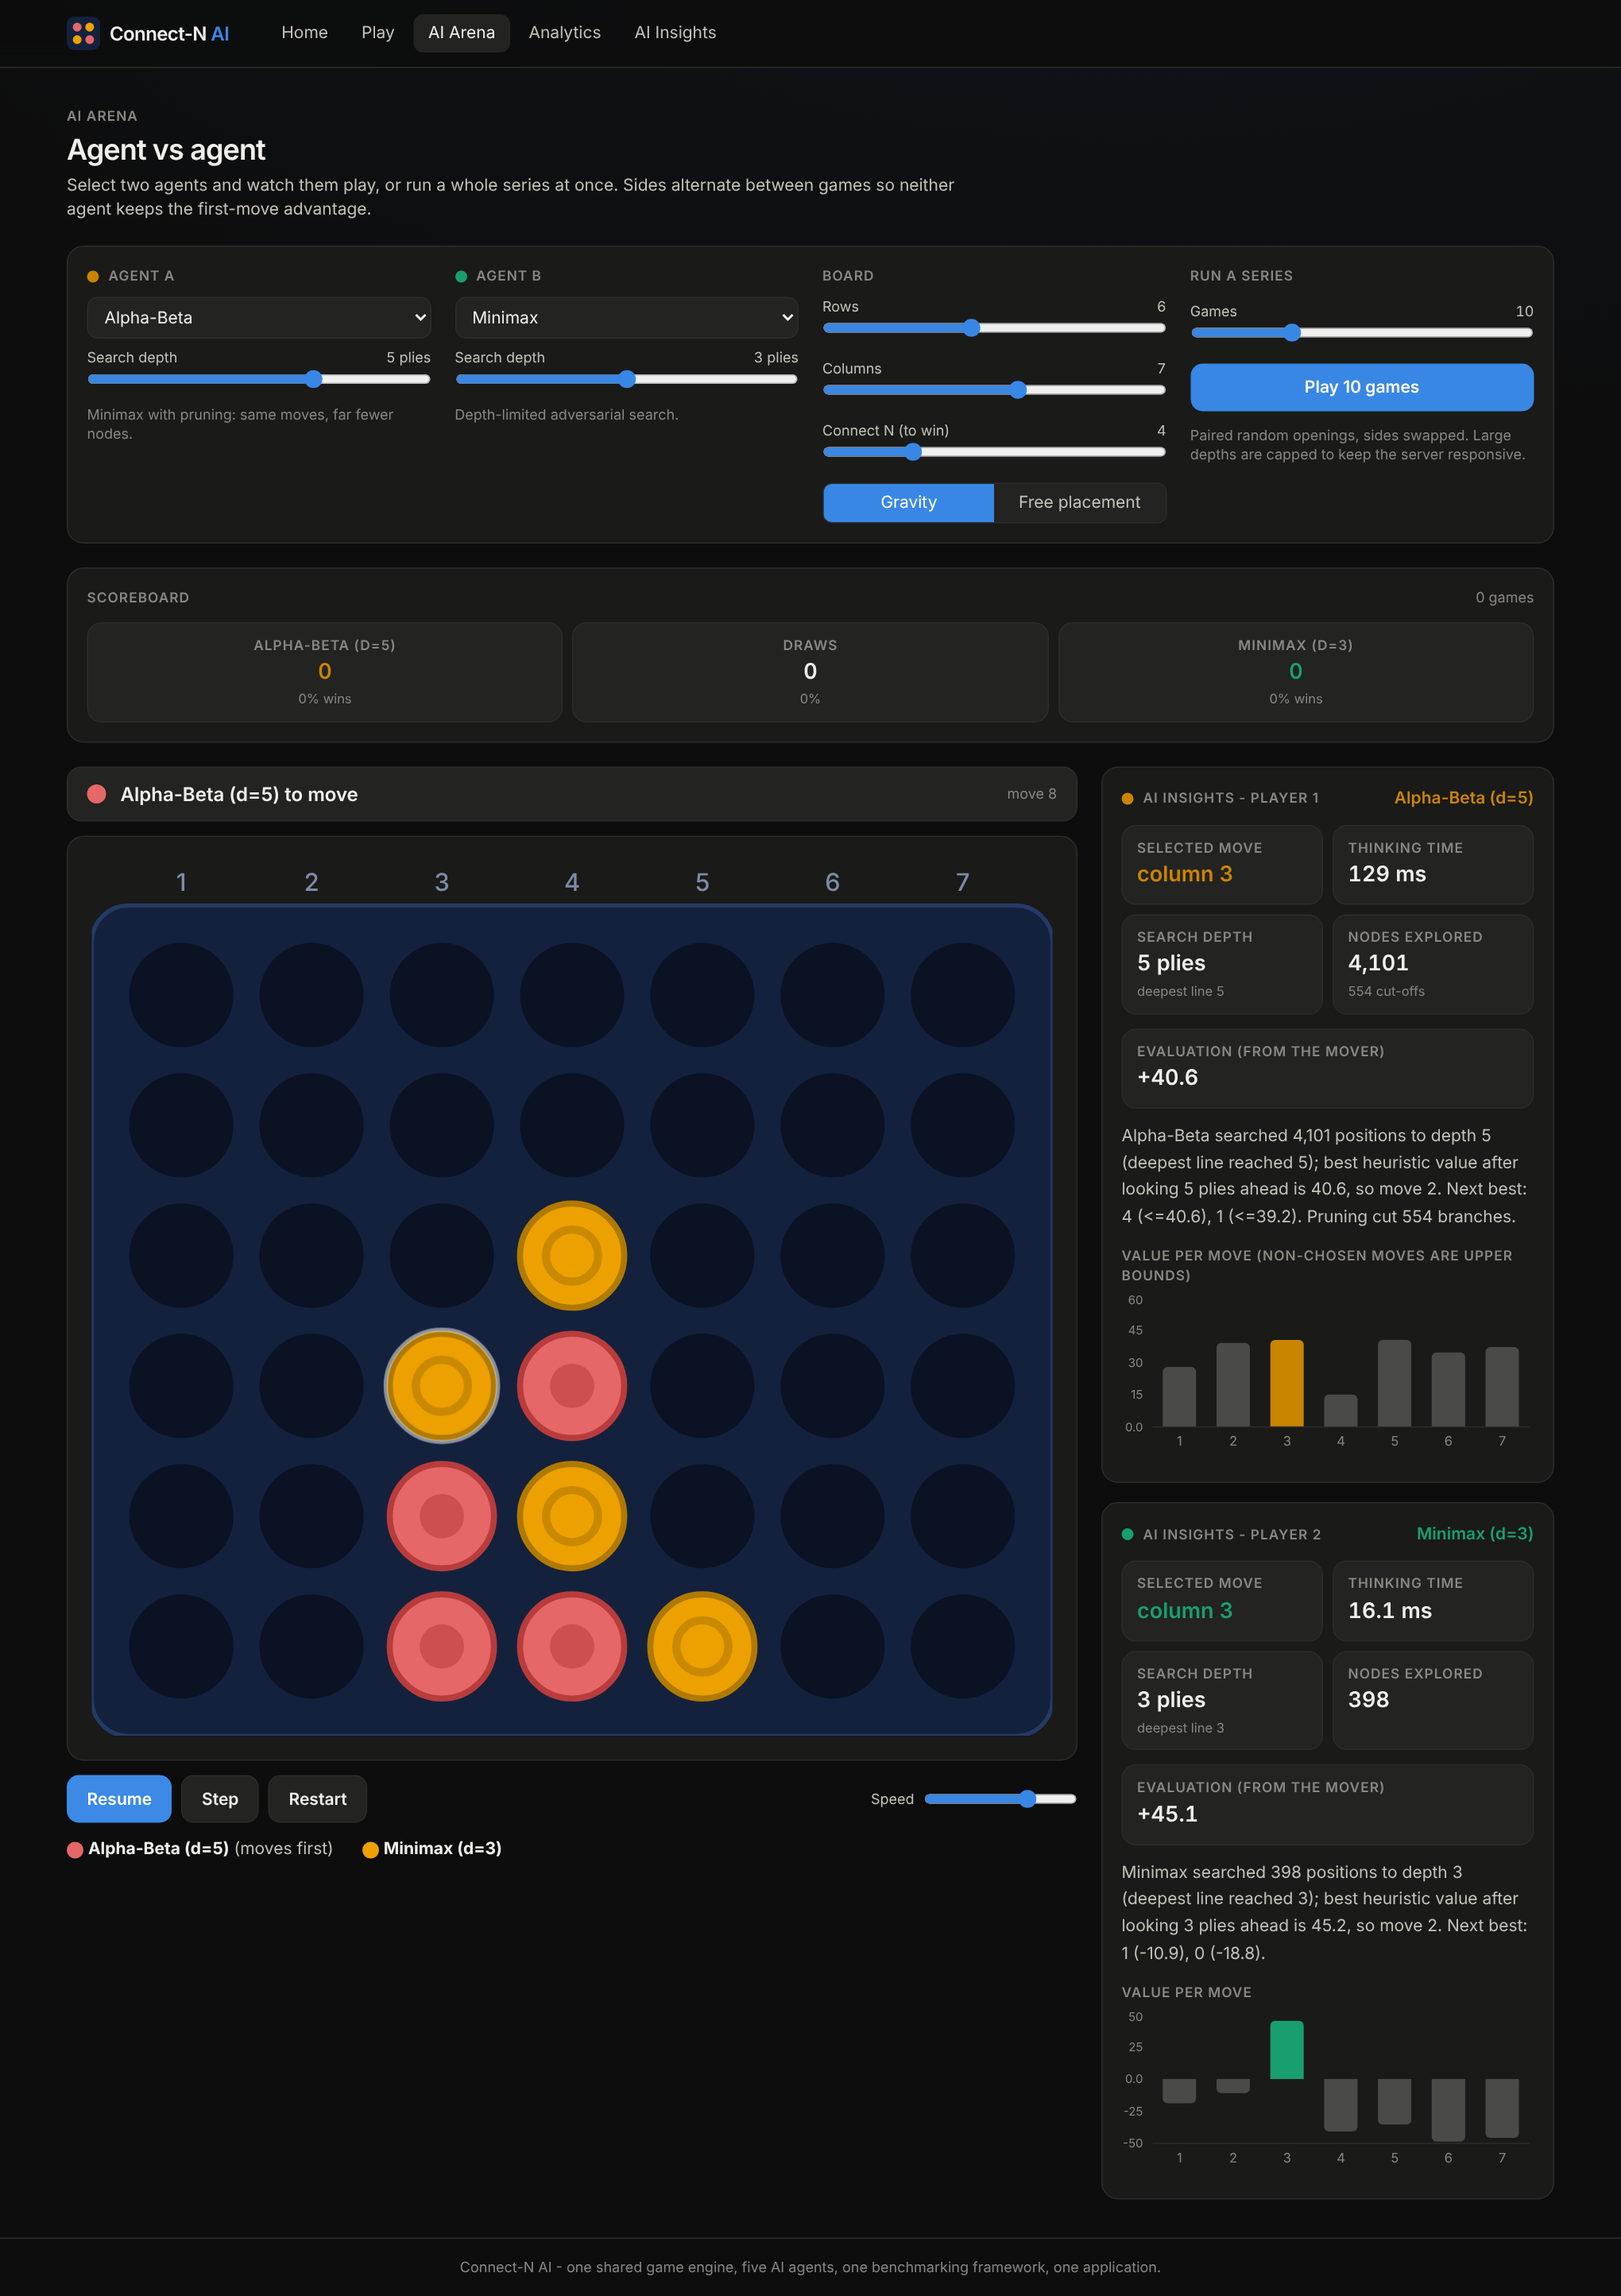 Connect-N AI
Home
Play
AI Arena
Analytics
AI Insights
AI ARENA
Agent vs agent
Select two agents and watch them play, or run a whole series at once. Sides alternate between games so neither
agent keeps the first-move advantage.
AGENT A
Alpha-Beta
Search depth 5 plies
Minimax with pruning: same moves, far fewer
nodes.
AGENT B
Minimax
Search depth 3 plies
Depth-limited adversarial search.
BOARD
Rows 6
Columns 7
Connect N (to win) 4
Gravity
Free placement
RUN A SERIES
Games 10
Play 10 games
Paired random openings, sides swapped. Large
depths are capped to keep the server responsive.
SCOREBOARD
0 games
ALPHA-BETA (D=5)
0
0% wins
DRAWS
0
0%
MINIMAX (D=3)
0
0% wins
Alpha-Beta (d=5) to move
move 8
1 2 3 4 5 6 7
Resume
Step
Restart
Speed
Alpha-Beta (d=5) (moves first)
Minimax (d=3)
AI INSIGHTS - PLAYER 1
Alpha-Beta (d=5)
SELECTED MOVE
column 3
THINKING TIME
129 ms
SEARCH DEPTH
5 plies
deepest line 5
NODES EXPLORED
4,101
554 cut-offs
EVALUATION (FROM THE MOVER)
+40.6
Alpha-Beta searched 4,101 positions to depth 5
(deepest line reached 5); best heuristic value after
looking 5 plies ahead is 40.6, so move 2. Next best:
4 (<=40.6), 1 (<=39.2). Pruning cut 554 branches.
VALUE PER MOVE (NON-CHOSEN MOVES ARE UPPER
BOUNDS)
60
45
30
15
0.0
1 2 3 4 5 6 7
AI INSIGHTS - PLAYER 2
Minimax (d=3)
SELECTED MOVE
column 3
THINKING TIME
16.1 ms
SEARCH DEPTH
3 plies
deepest line 3
NODES EXPLORED
398
EVALUATION (FROM THE MOVER)
+45.1
Minimax searched 398 positions to depth 3
(deepest line reached 3); best heuristic value after
looking 3 plies ahead is 45.2, so move 2. Next best:
1 (-10.9), 0 (-18.8).
VALUE PER MOVE
50
25
0.0
-25
-50
1 2 3 4 5 6 7
Connect-N AI - one shared game engine, five AI agents, one benchmarking framework, one application.